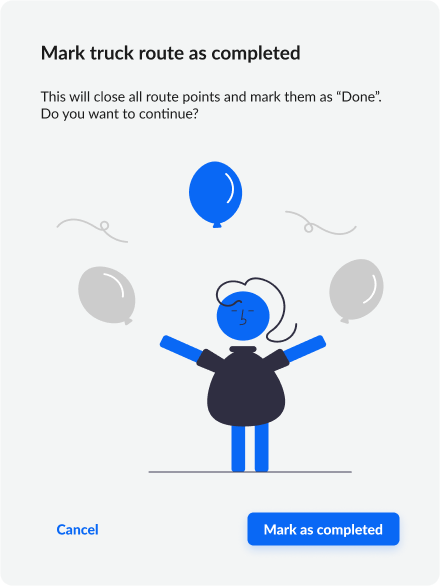 Mark truck route as completed
This will close all route points and mark them as “Done”.
Do you want to continue?
Cancel
Mark as completed